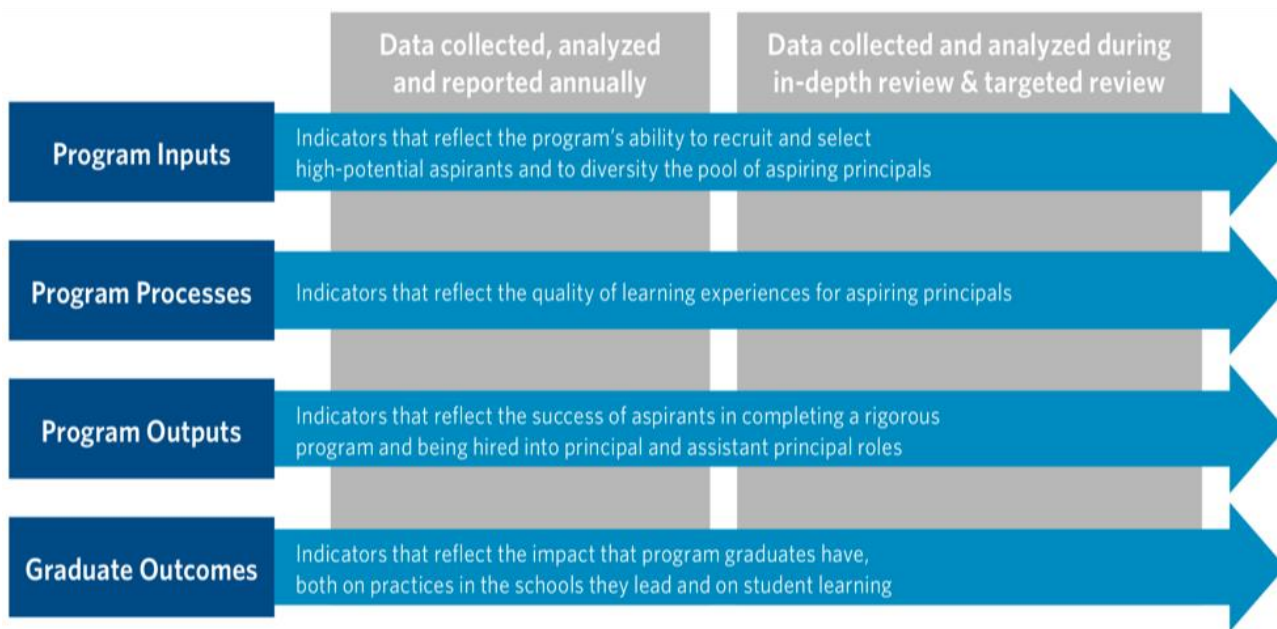 Data collected, analyzed
and reported annually
Data collected and analyzed during
in-depth review & targeted review
Program Inputs
Indicators that reflect the program's ability to recruit and select
high-potential aspirants and to diversity the pool of aspiring principals
Program Processes
Indicators that reflect the quality of learning experiences for aspiring principals
Program Outputs
Indicators that reflect the success of aspirants in completing a rigorous
program and being hired into principal and assistant principal roles
Graduate Outcomes
Indicators that reflect the impact that program graduates have,
both on practices in the schools they lead and on student learning